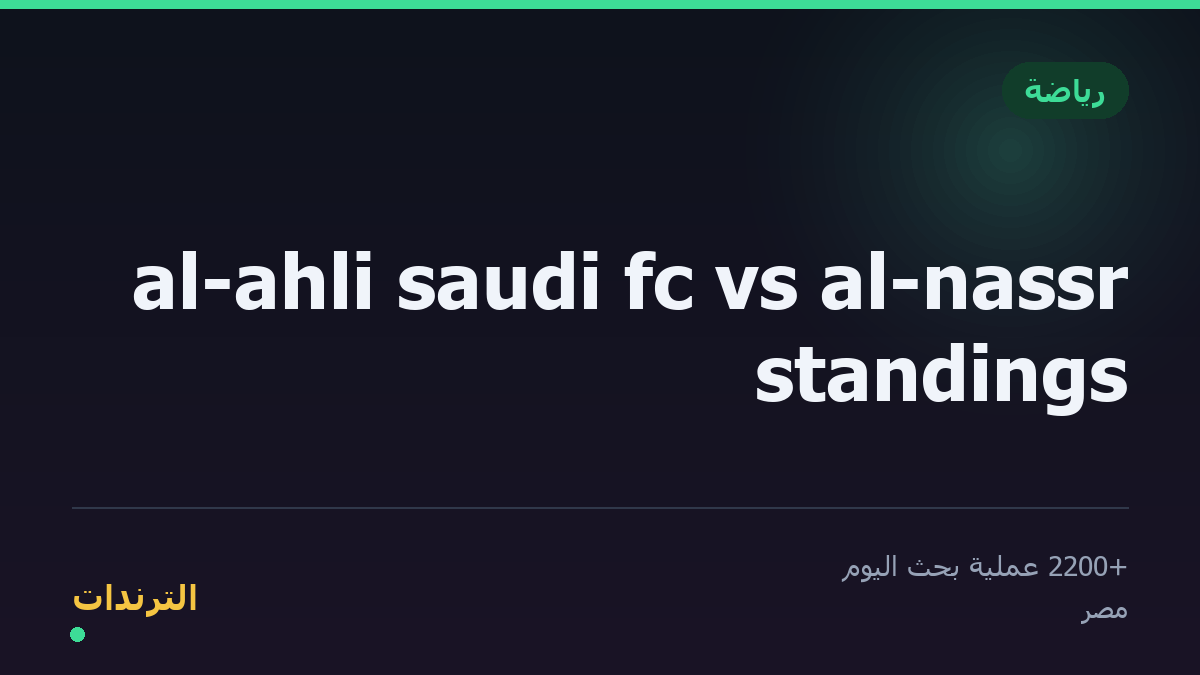 رياضة
al-ahli saudi fc vs al-nassr
standings
+2200 عملية بحث اليوم
مصر
الترندات